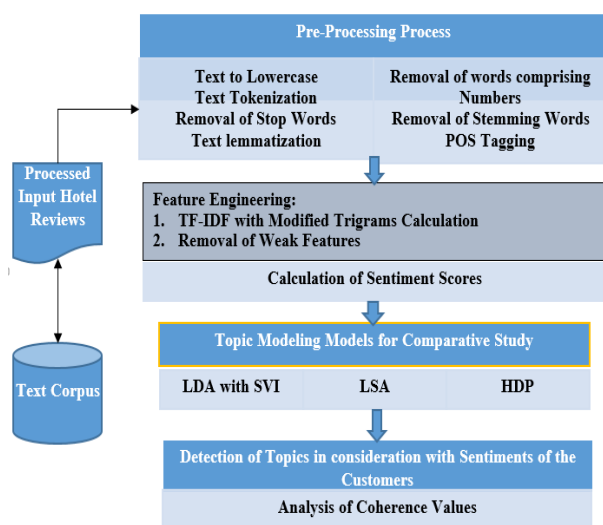 Pre-Processing Process
Text to Lowercase
Text Tokenization
Removal of Stop Words
Text lemmatization
Removal of words comprising
Numbers
Removal of Stemming Words
POS Tagging
Processed
Input Hotel
Reviews
Feature Engineering:
1. TF-IDF with Modified Trigrams Calculation
2. Removal of Weak Features
Calculation of Sentiment Scores
Topic Modeling Models for Comparative Study
Text Corpus
LDA with SVI
LSA
HDP
Detection of Topics in consideration with Sentiments of the
Customers
Analysis of Coherence Values